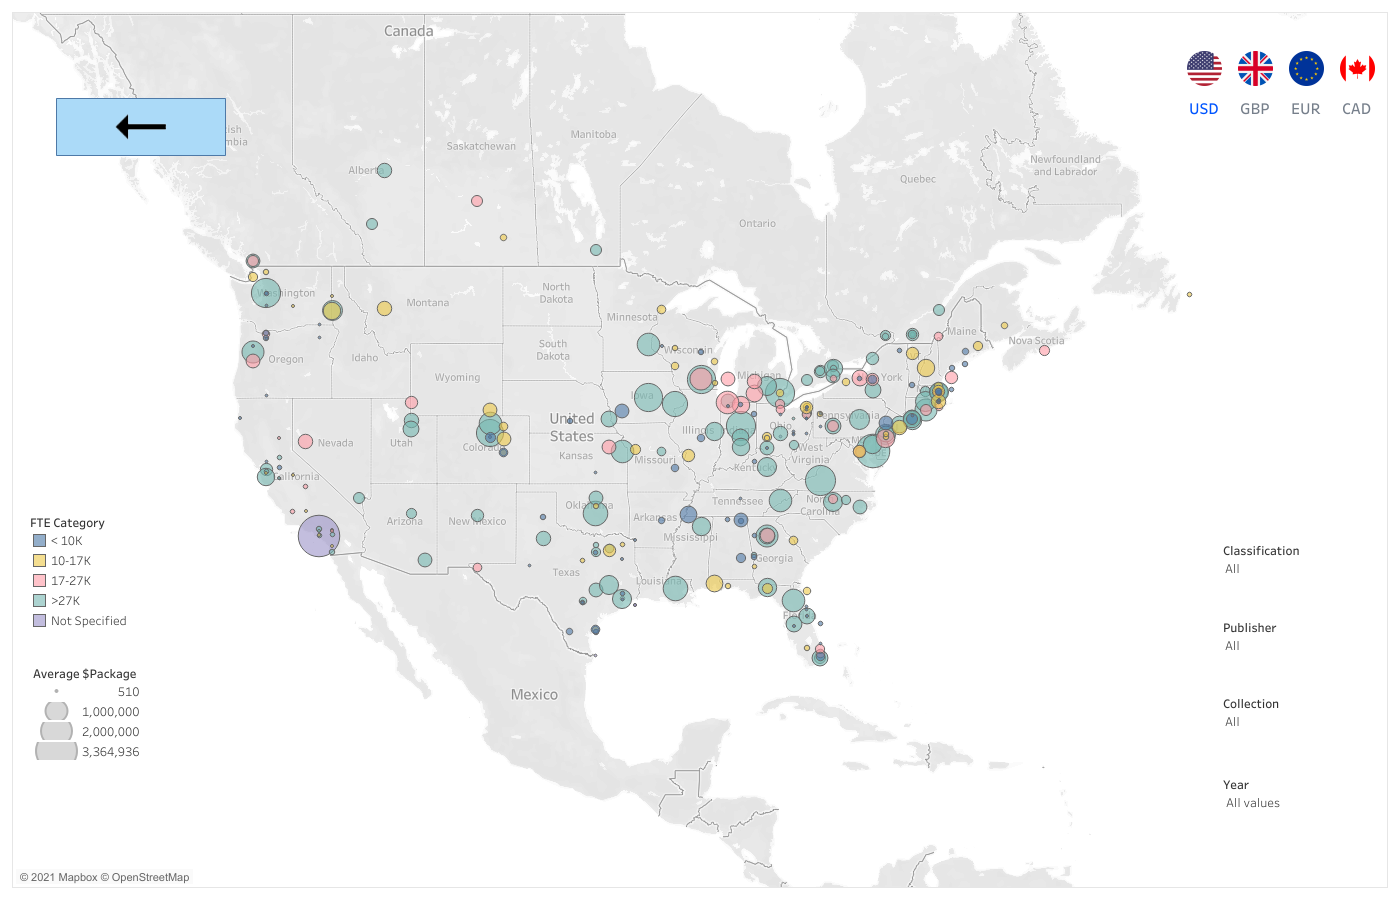 Canada
USD GBP EUR CAD
Manitoba
Saskatchewan
Newfoundland
and Labrador
Alberta
Quebec
Ontario
Washington
North
Dakota
Montana
Minnesota
Maine
Nova Scotia
Wisconsin
South
Dakota
Oregon
Idaho
Michigan
York
Wyoming
Iowa
Pennsylvania
United
States
Illinois
Ohio
Nevada
Utah
Colorado
Kansas
Missouri
West
Virginia
Kentucky
California
Oklahoma
Tennessee
North
Carolina
Arizona
New Mexico
Arkansas
Mississippi
Georgia
Texas
Louisiana
Mexico
FTE Category
< 10K
10-17K
17-27K
>27K
Not Specified
Average $Package
510
1,000,000
2,000,000
3,364,936
Classification
All
Publisher
All
Collection
All
Year
All values
© 2021 Mapbox © OpenStreetMap